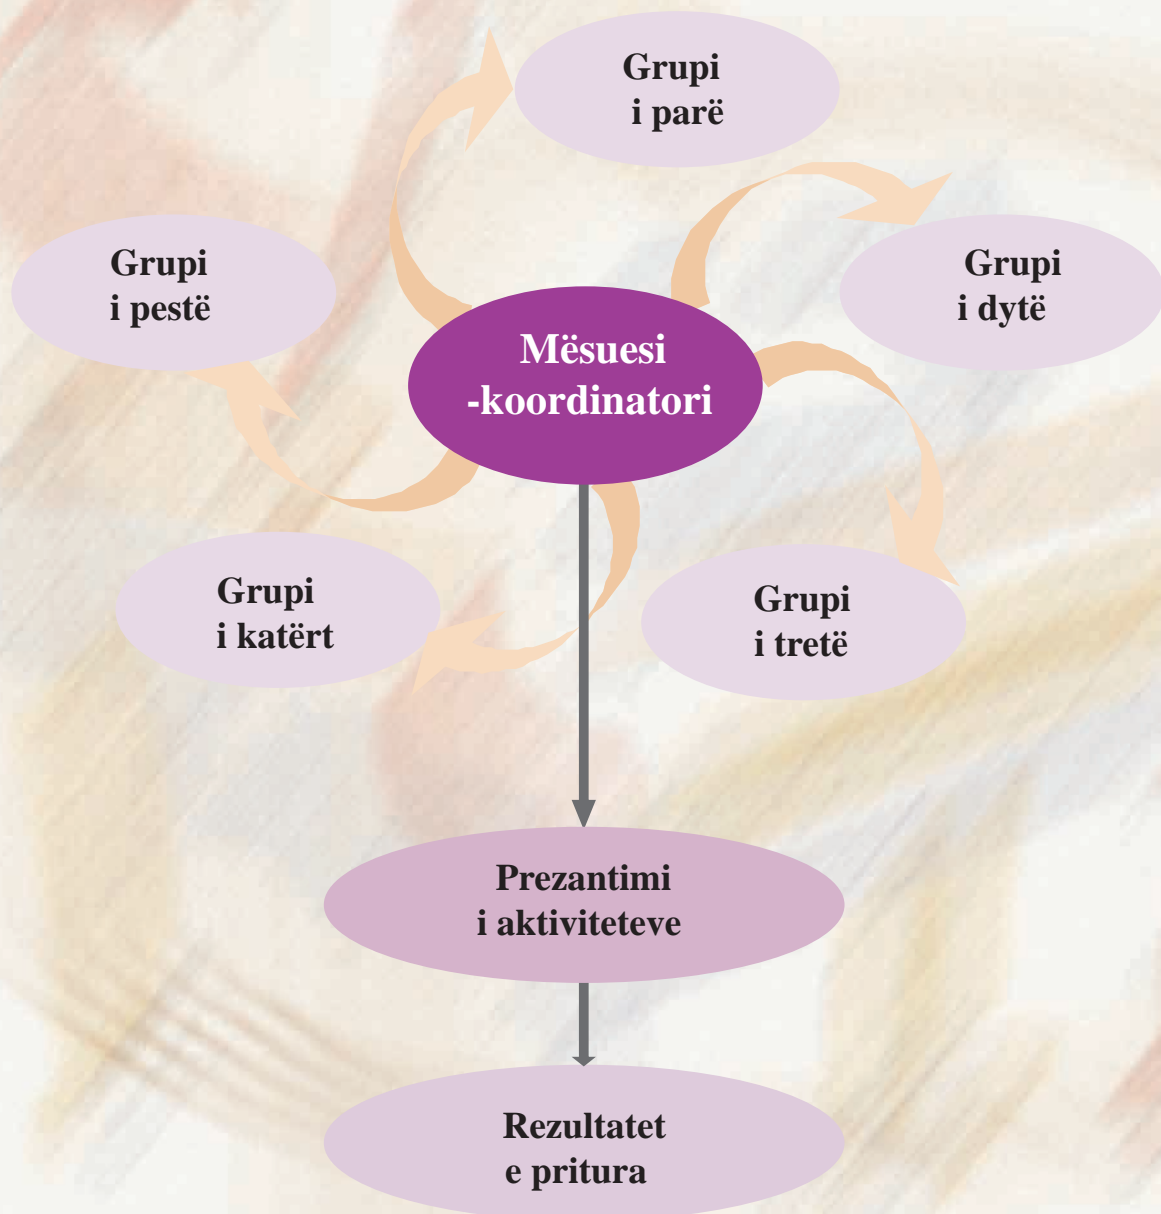 Grupi
i parë
Grupi
i pestë
Grupi
i dytë
Mësuesi
-koordinatori
Grupi
i katërt
Grupi
i tretë
Prezantimi
i aktiviteteve
Rezultatet
e pritura